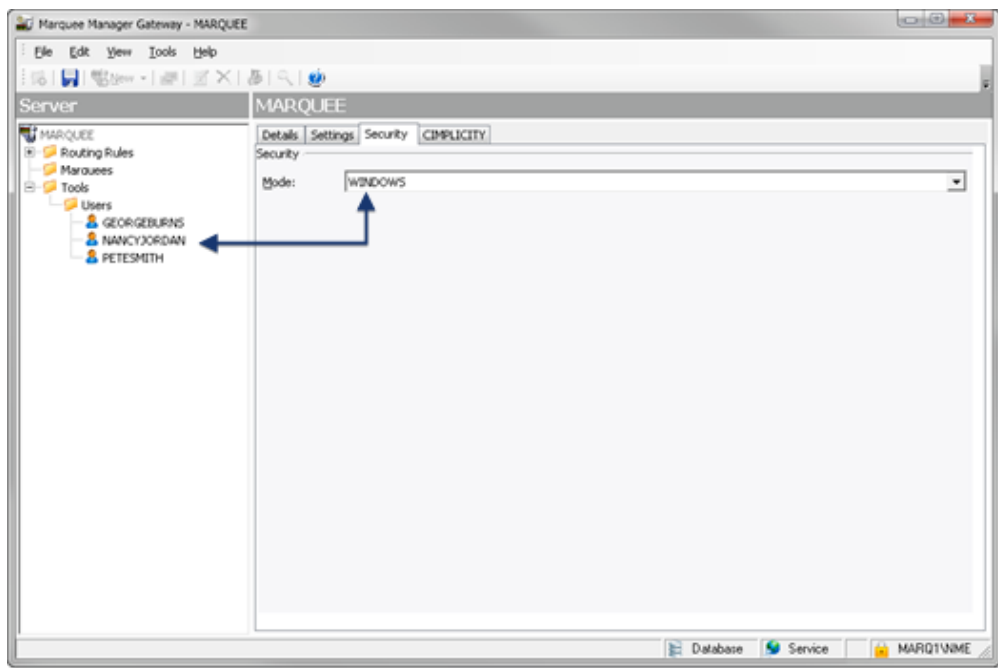 Marquee Manager Gateway - MARQUEE
File Edit View Tools Help
New
Server
MARQUEE
MARQUEE
Routing Rules
Marquees
Tools
Users
GEORGEBURNS
NANCYJORDAN
PETESMITH
Details Settings Security CIMPLICITY
Security
Mode: WINDOWS
Database Service MARQ1\NME